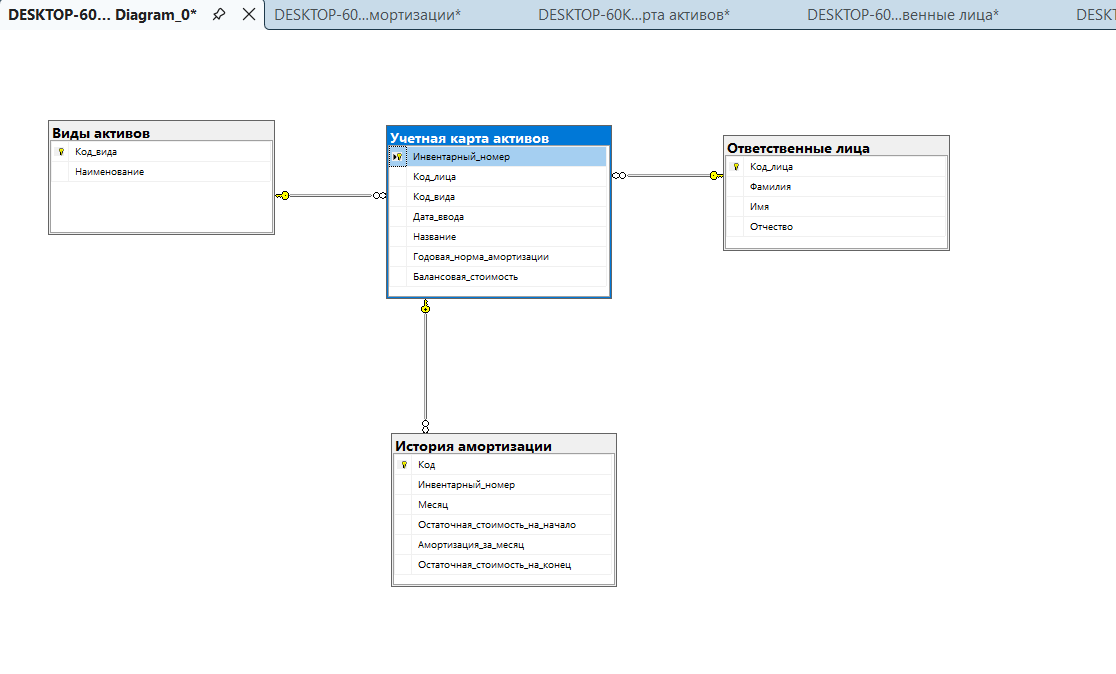 DESKTOP-60... Diagram_0*
DESKTOP-60...мортизации*
DESKTOP-60K...рта активов*
DESKTOP-60...венные лица*
DESKT
Виды активов
Код_вида
Наименование
Учетная карта активов
Инвентарный_номер
Код_лица
Код_вида
Дата_ввода
Название
Годовая_норма_амортизации
Балансовая_стоимость
Ответственные лица
Код_лица
Фамилия
Имя
Отчество
История амортизации
Код
Инвентарный_номер
Месяц
Остаточная_стоимость_на_начало
Амортизация_за_месяц
Остаточная_стоимость_на_конец